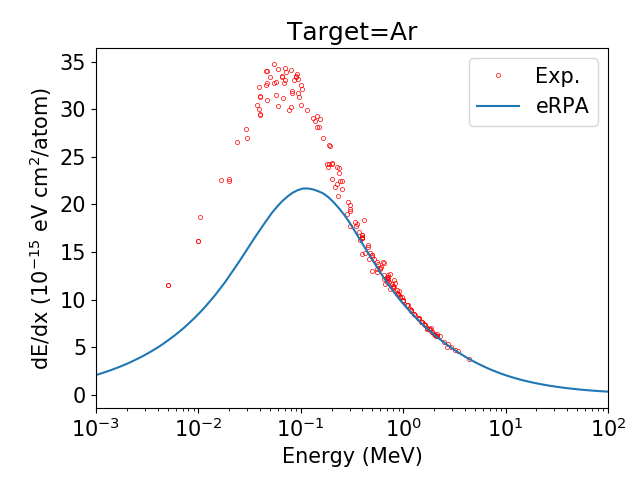 Target=Ar
dE/dx (10⁻¹⁵ eV cm²/atom)
35
30
25
20
15
10
5
0
Exp.
eRPA
10⁻³ 10⁻² 10⁻¹ 10⁰ 10¹ 10²
Energy (MeV)